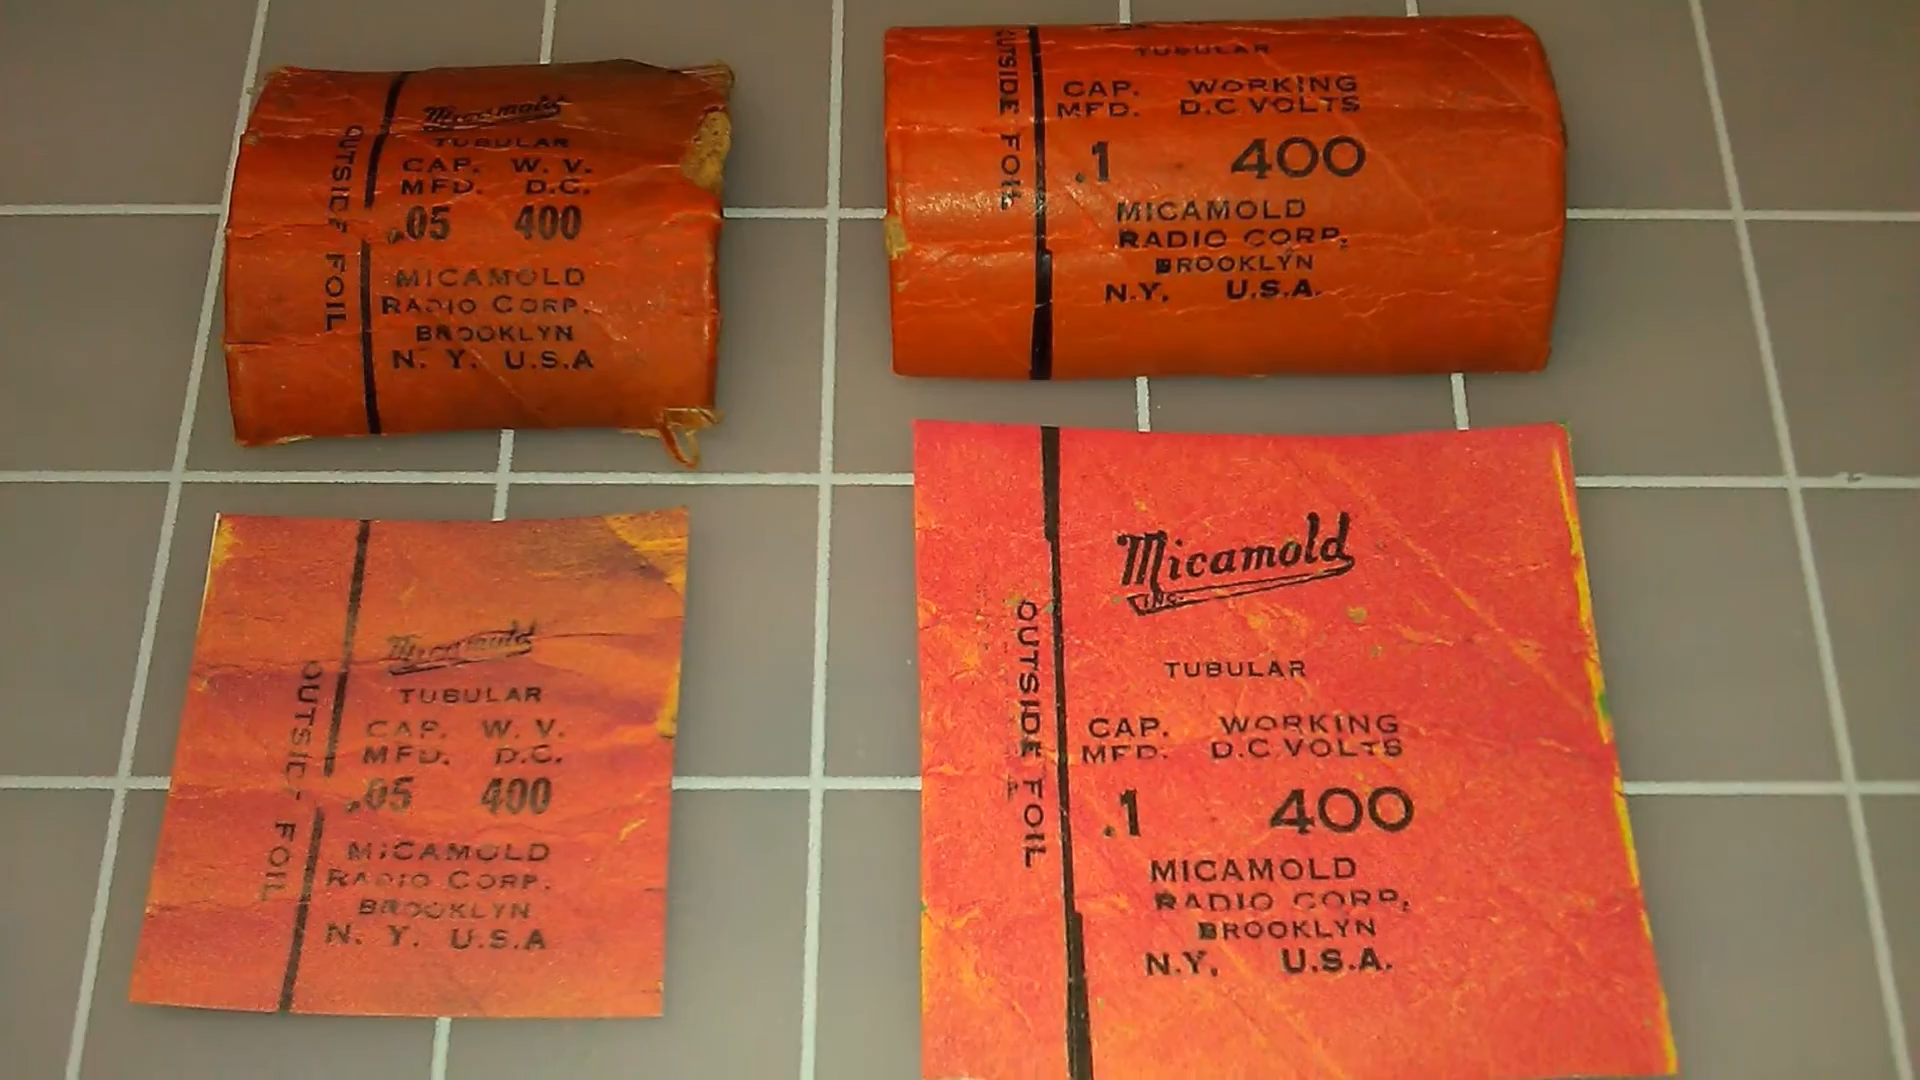 Micamold
TUBULAR
CAP. W. V.
MFD. D.C.
.05 400
MICAMOLD
RADIO CORP.
BROOKLYN
N. Y. U.S.A
OUTSIDE FOIL
TUBULAR
CAP. WORKING
MFD. D.C VOLTS
.1 400
MICAMOLD
RADIO CORP.
BROOKLYN
N.Y. U.S.A.
OUTSIDE FOIL
Micamold
TUBULAR
CAP. W. V.
MFD. D.C.
.05 400
MICAMOLD
RADIO CORP.
BROOKLYN
N. Y. U.S.A
OUTSIDE FOIL
Micamold
INC.
TUBULAR
CAP. WORKING
MFD. D.C VOLTS
.1 400
MICAMOLD
RADIO CORP.
BROOKLYN
N.Y. U.S.A.
OUTSIDE FOIL